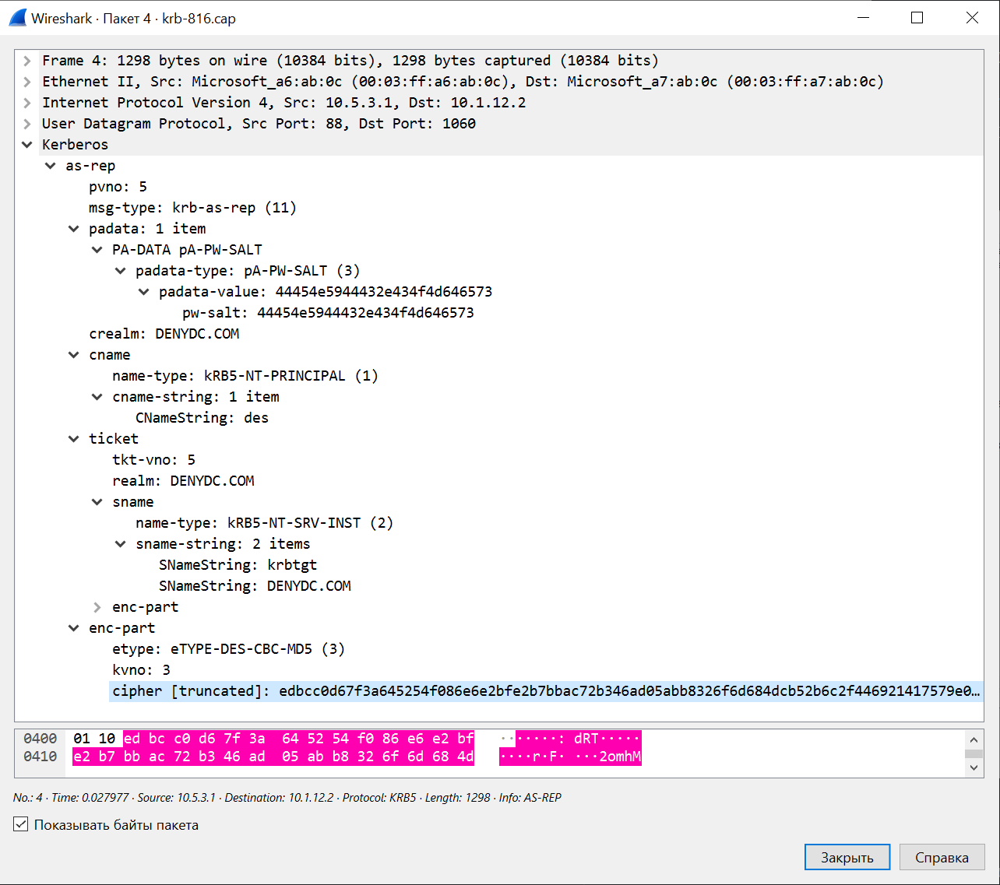 Wireshark · Пакет 4 · krb-816.cap
Frame 4: 1298 bytes on wire (10384 bits), 1298 bytes captured (10384 bits)
Ethernet II, Src: Microsoft_a6:ab:0c (00:03:ff:a6:ab:0c), Dst: Microsoft_a7:ab:0c (00:03:ff:a7:ab:0c)
Internet Protocol Version 4, Src: 10.5.3.1, Dst: 10.1.12.2
User Datagram Protocol, Src Port: 88, Dst Port: 1060
Kerberos
as-rep
pvno: 5
msg-type: krb-as-rep (11)
padata: 1 item
PA-DATA pA-PW-SALT
padata-type: pA-PW-SALT (3)
padata-value: 44454e5944432e434f4d646573
pw-salt: 44454e5944432e434f4d646573
crealm: DENYDC.COM
cname
name-type: kRB5-NT-PRINCIPAL (1)
cname-string: 1 item
CNameString: des
ticket
tkt-vno: 5
realm: DENYDC.COM
sname
name-type: kRB5-NT-SRV-INST (2)
sname-string: 2 items
SNameString: krbtgt
SNameString: DENYDC.COM
enc-part
enc-part
etype: eTYPE-DES-CBC-MD5 (3)
kvno: 3
cipher [truncated]: edbcc0d67f3a645254f086e6e2bfe2b7bbac72b346ad05abb8326f6d684dcb52b6c2f446921417579e0…
0400 01 10 ed bc c0 d6 7f 3a 64 52 54 f0 86 e6 e2 bf ·······: dRT·····
0410 e2 b7 bb ac 72 b3 46 ad 05 ab b8 32 6f 6d 68 4d ····r·F· ···2omhM
No.: 4 · Time: 0.027977 · Source: 10.5.3.1 · Destination: 10.1.12.2 · Protocol: KRB5 · Length: 1298 · Info: AS-REP
Показывать байты пакета
Закрыть Справка